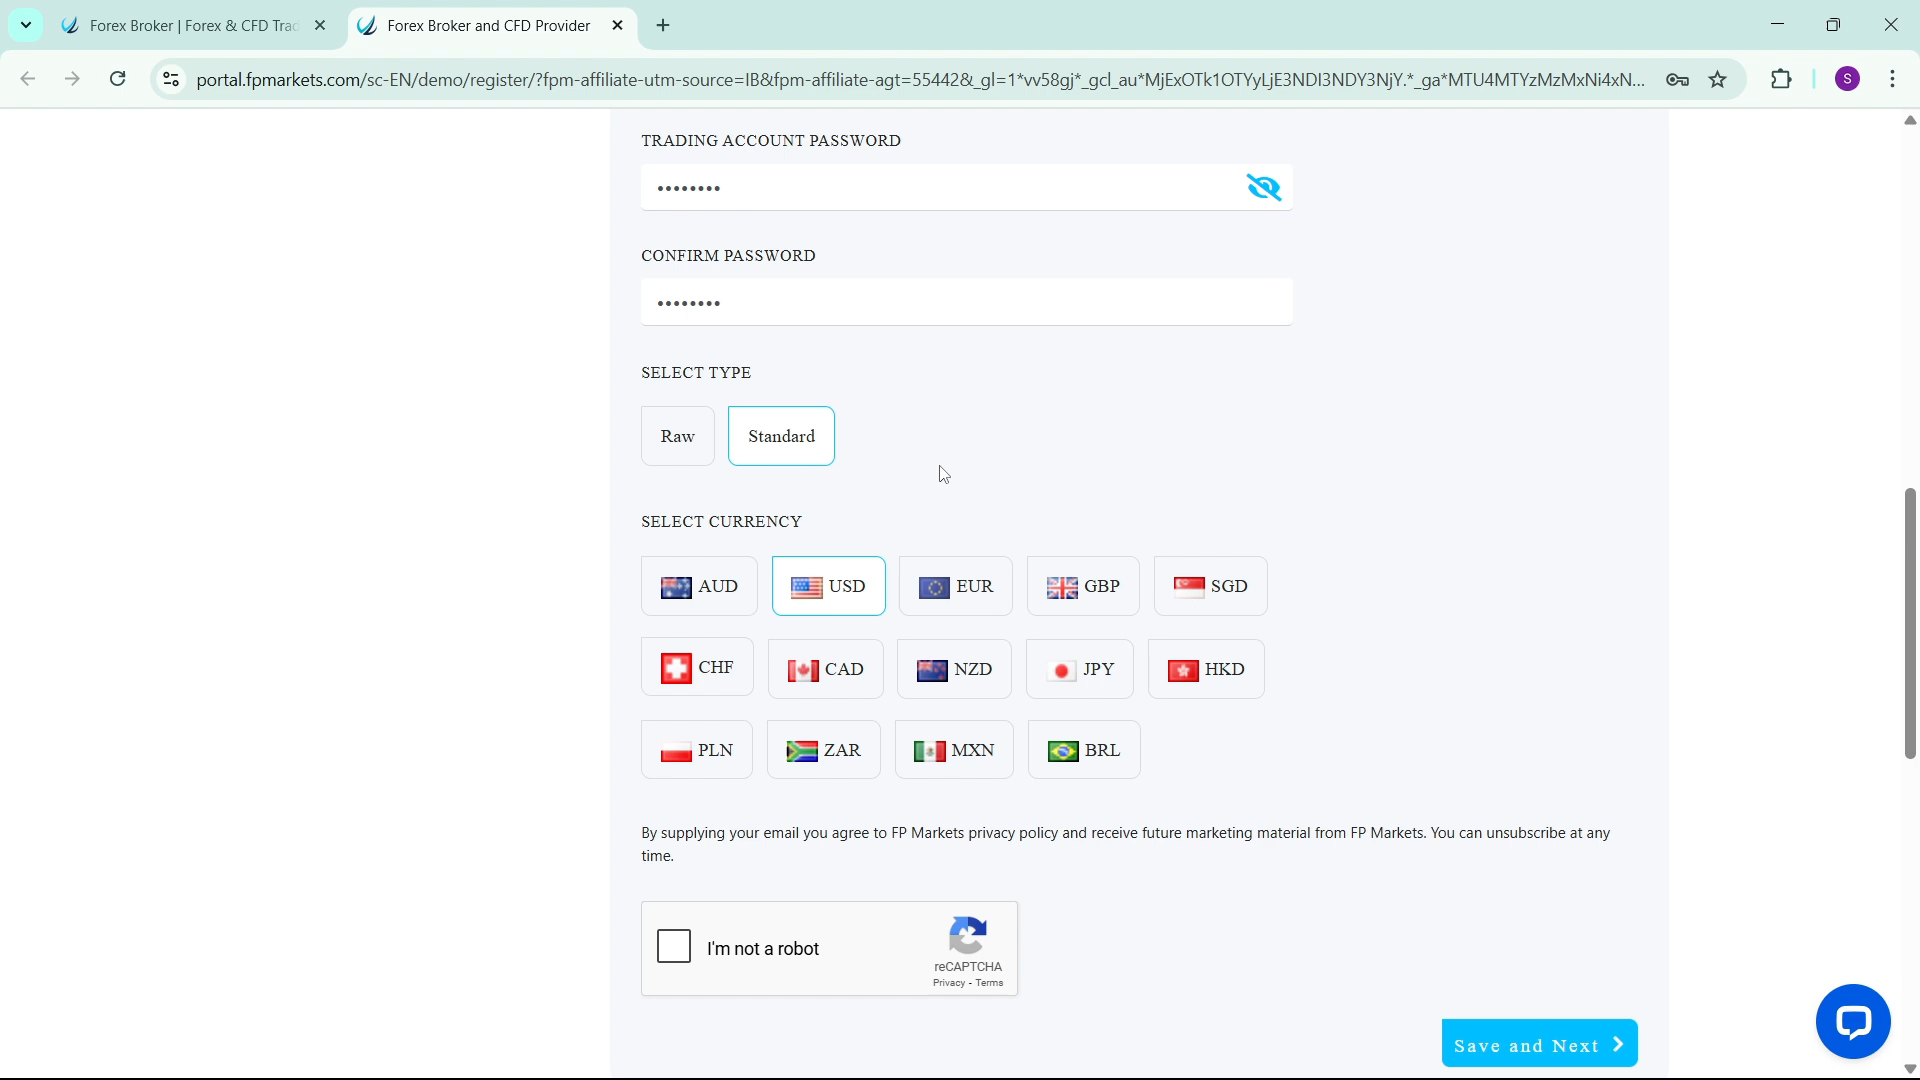 Forex Broker | Forex & CFD Trac
Forex Broker and CFD Provider
portal.fpmarkets.com/sc-EN/demo/register/?fpm-affiliate-utm-source=IB&fpm-affiliate-agt=55442&_gl=1*vv58gj*_gcl_au*MjExOTk1OTYyLjE3NDI3NDY3NjY.*_ga*MTU4MTYzMzMxNi4xN...
S
TRADING ACCOUNT PASSWORD
••••••••
CONFIRM PASSWORD
••••••••
SELECT TYPE
Raw
Standard
SELECT CURRENCY
AUD
USD
EUR
GBP
SGD
CHF
CAD
NZD
JPY
HKD
PLN
ZAR
MXN
BRL
By supplying your email you agree to FP Markets privacy policy and receive future marketing material from FP Markets. You can unsubscribe at any
time.
I'm not a robot
reCAPTCHA
Privacy - Terms
Save and Next